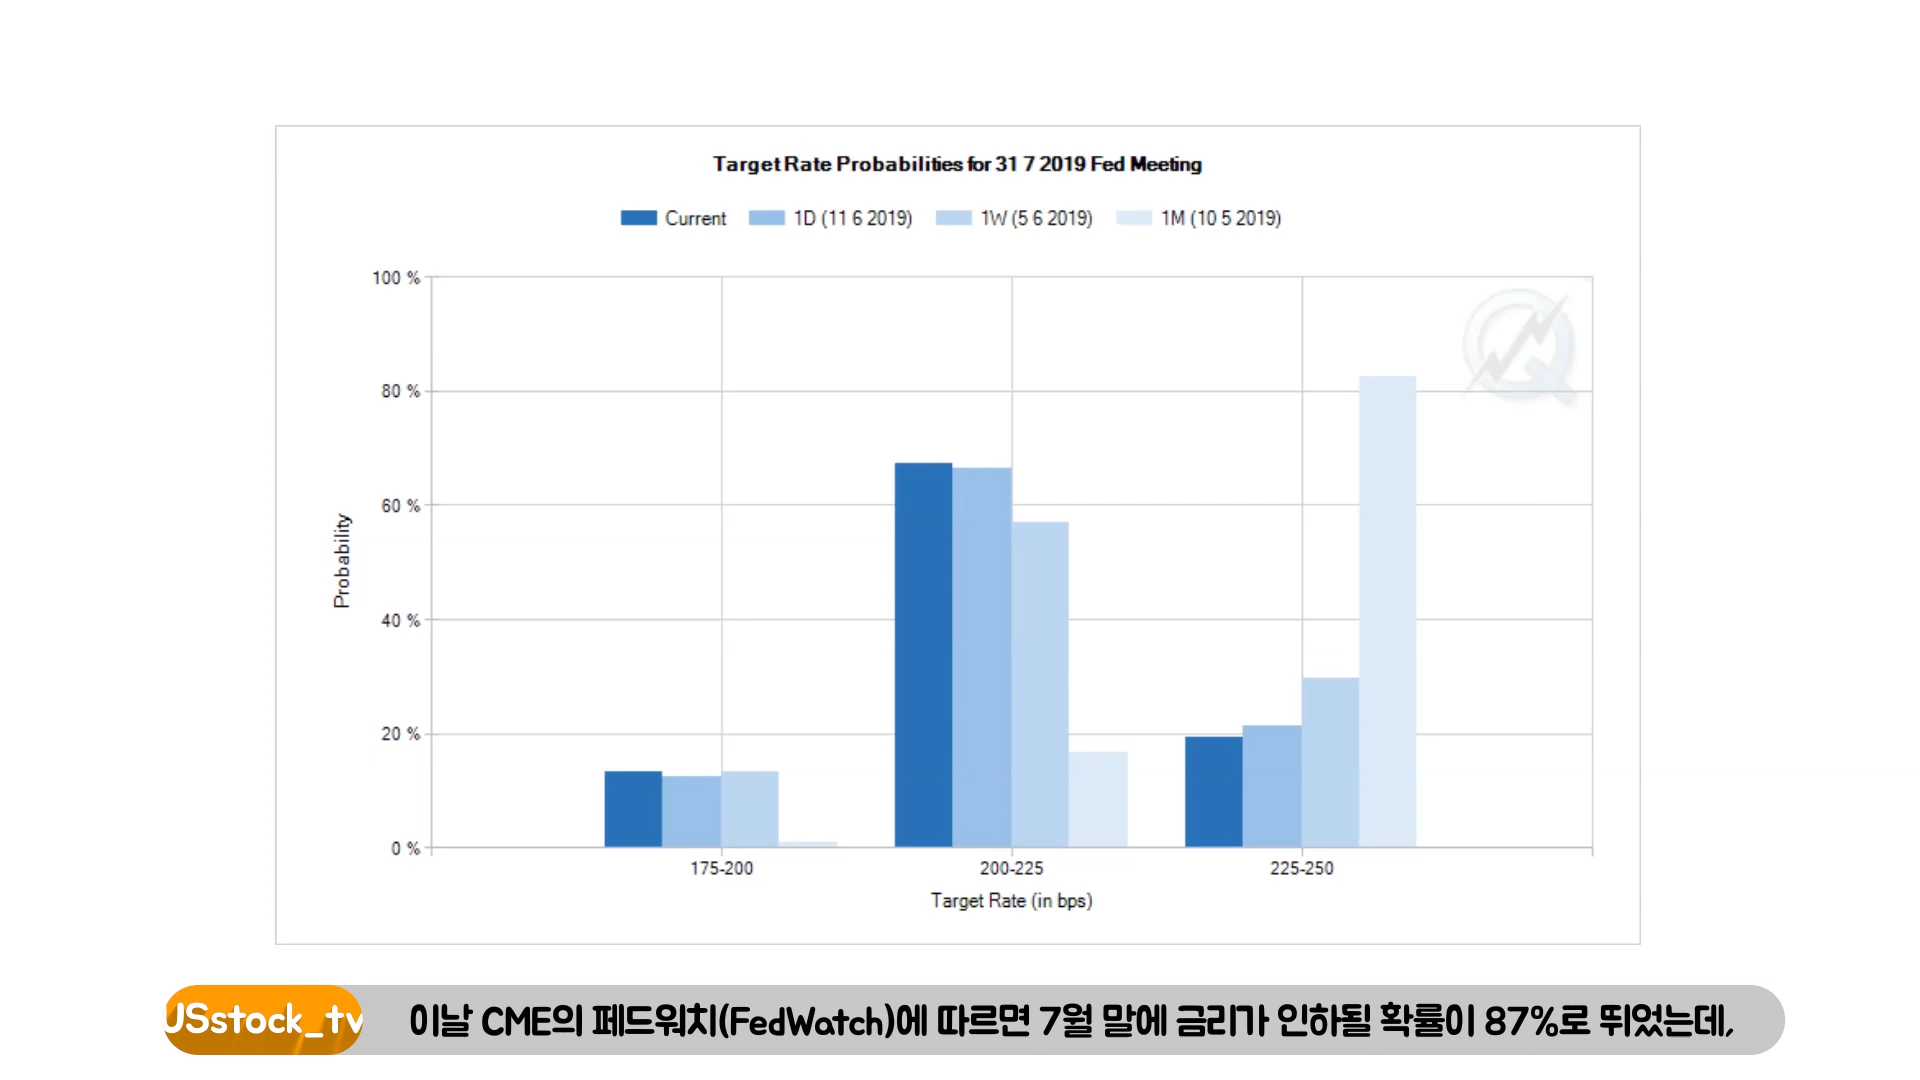 Target Rate Probabilities for 31 7 2019 Fed Meeting
Current 1D (11 6 2019) 1W (5 6 2019) 1M (10 5 2019)
100 %
80 %
60 %
40 %
20 %
0 %
Probability
175-200 200-225 225-250
Target Rate (in bps)
USstock_tv 이날 CME의 페드워치(FedWatch)에 따르면 7월 말에 금리가 인하될 확률이 87%로 뛰었는데,